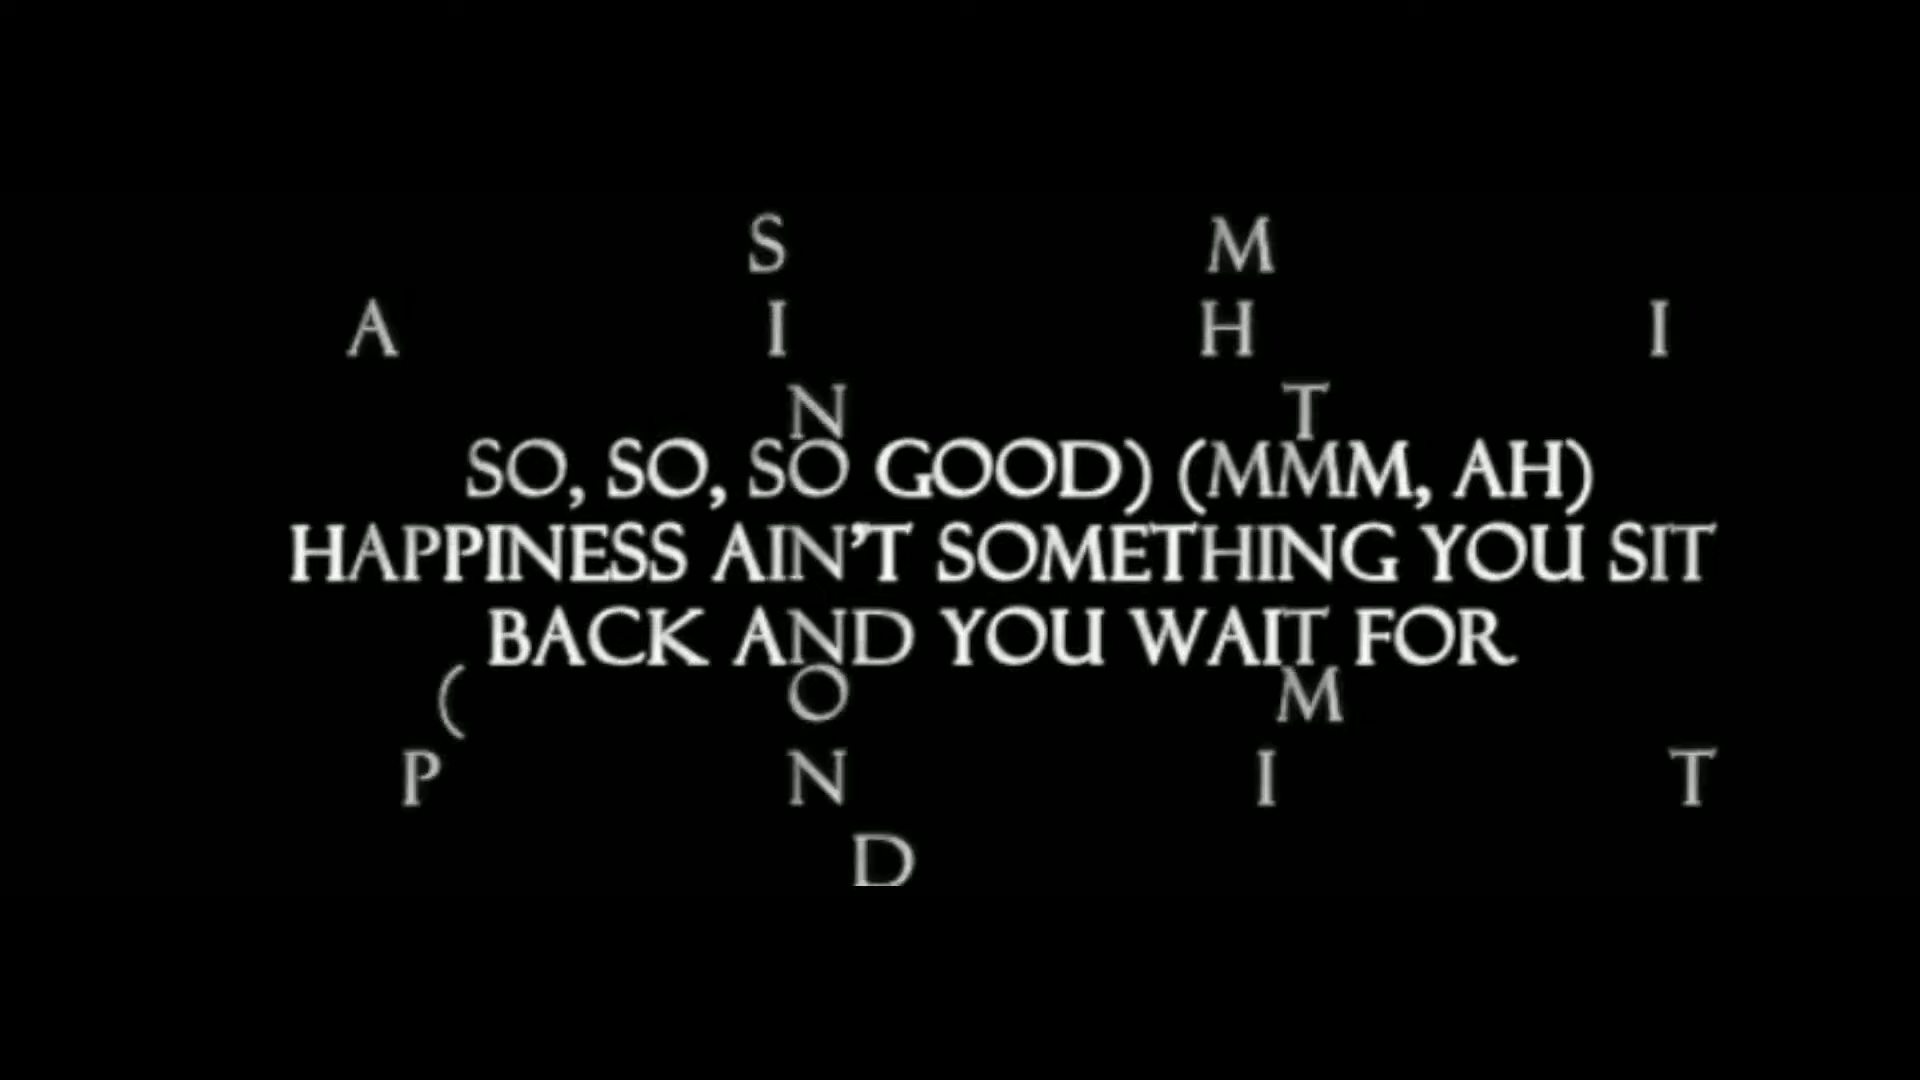 S M
A I H I
N T
SO, SO, SO GOOD) (MMM, AH)
HAPPINESS AIN'T SOMETHING YOU SIT
BACK AND YOU WAIT FOR
( O M
P N I T
D